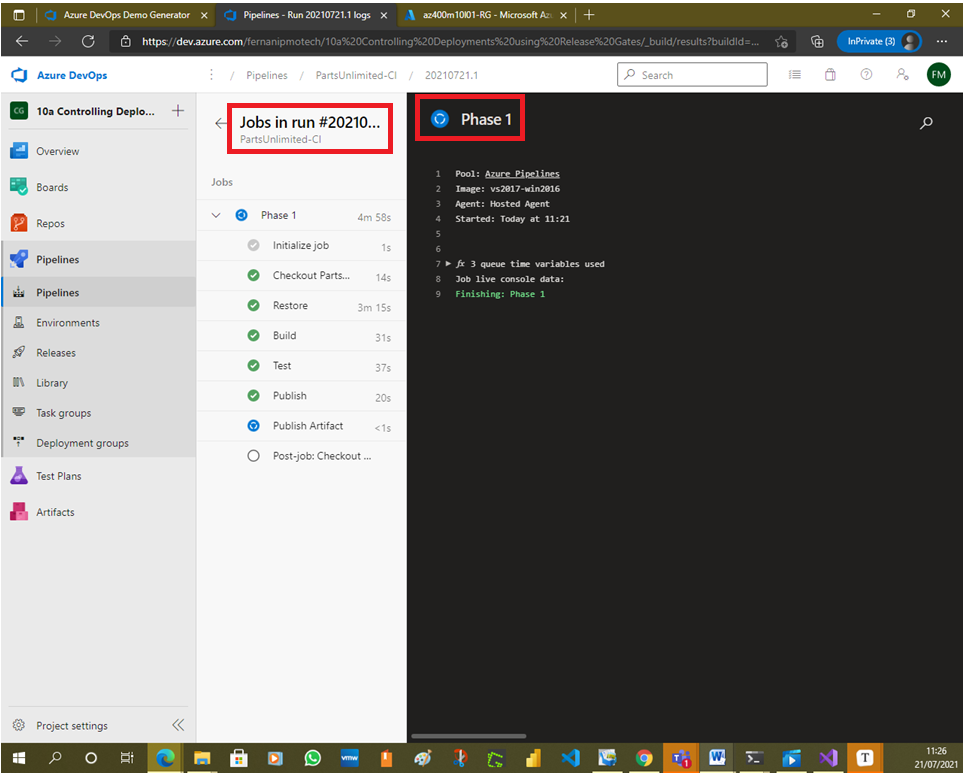 Azure DevOps Demo Generator
Pipelines - Run 20210721.1 logs
az400m10l01-RG - Microsoft Az
https://dev.azure.com/fernanipmotech/10a%20Controlling%20Deployments%20using%20Release%20Gates/_build/results?buildId=...
InPrivate (3)
Azure DevOps
/ Pipelines / PartsUnlimited-CI / 20210721.1
Search
FM
CG
10a Controlling Deplo...
Overview
Boards
Repos
Pipelines
Pipelines
Environments
Releases
Library
Task groups
Deployment groups
Test Plans
Artifacts
Project settings
Jobs in run #20210...
PartsUnlimited-CI
Jobs
Phase 1 4m 58s
Initialize job 1s
Checkout Parts... 14s
Restore 3m 15s
Build 31s
Test 37s
Publish 20s
Publish Artifact <1s
Post-job: Checkout ...
Phase 1
1 Pool: Azure Pipelines
2 Image: vs2017-win2016
3 Agent: Hosted Agent
4 Started: Today at 11:21
5
6
7 fx 3 queue time variables used
8 Job live console data:
9 Finishing: Phase 1
vmw
1
T
11:26
21/07/2021